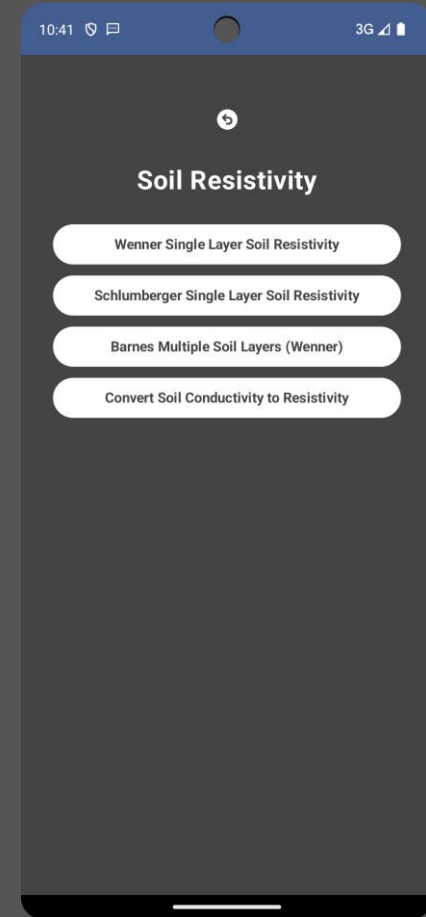 10:41
3G
Soil Resistivity
Wenner Single Layer Soil Resistivity
Schlumberger Single Layer Soil Resistivity
Barnes Multiple Soil Layers (Wenner)
Convert Soil Conductivity to Resistivity